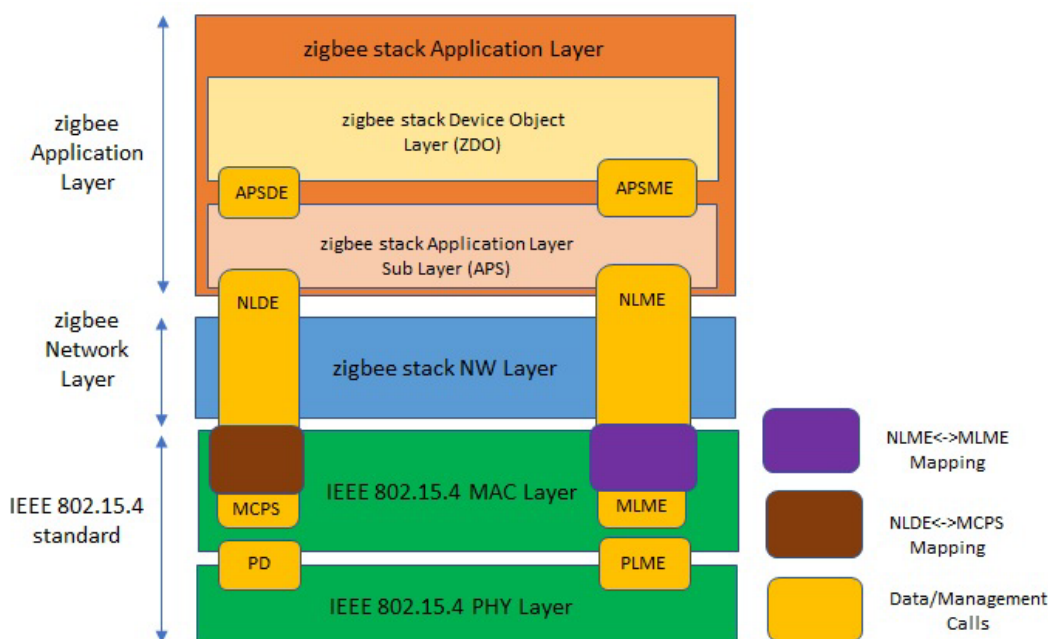 zigbee stack Application Layer
zigbee stack Device Object
Layer (ZDO)
zigbee
Application
Layer
APSDE
APSME
zigbee stack Application Layer
Sub Layer (APS)
NLDE
NLME
zigbee
Network
Layer
zigbee stack NW Layer
NLME<->MLME
Mapping
IEEE 802.15.4 MAC Layer
IEEE 802.15.4
standard
MCPS
MLME
NLDE<->MCPS
Mapping
PD
PLME
IEEE 802.15.4 PHY Layer
Data/Management
Calls